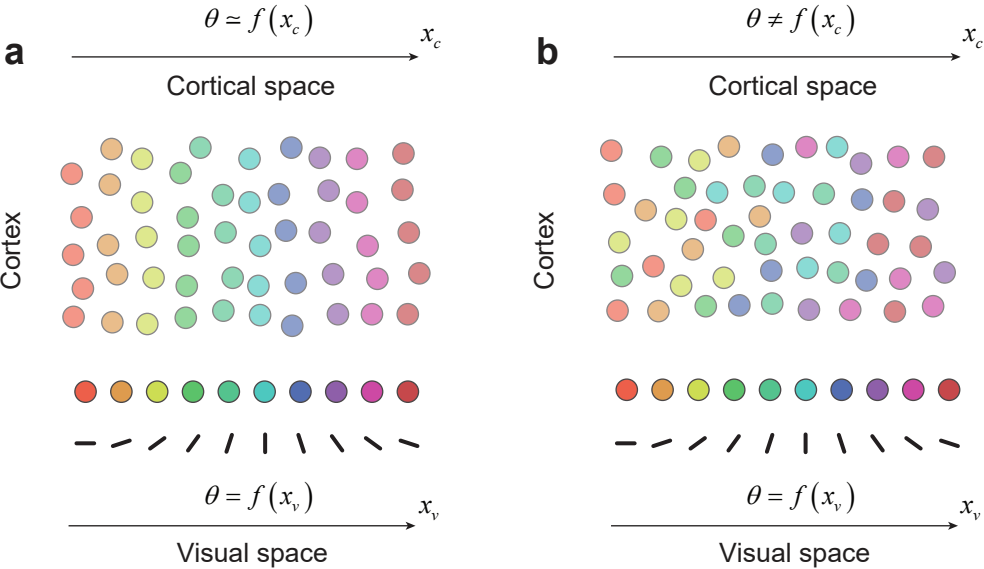 a
θ ≃ f(x_c)
x_c
Cortical space
Cortex
θ = f(x_v)
x_v
Visual space
b
θ ≠ f(x_c)
x_c
Cortical space
Cortex
θ = f(x_v)
x_v
Visual space